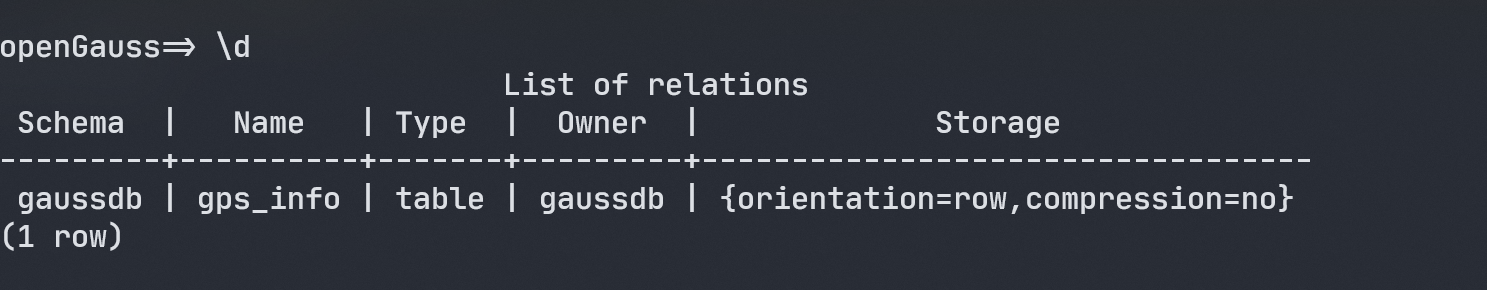 openGauss=> \d
                            List of relations
 Schema  |   Name   | Type  |  Owner  |             Storage
---------+----------+-------+---------+----------------------------------
 gaussdb | gps_info | table | gaussdb | {orientation=row,compression=no}
(1 row)